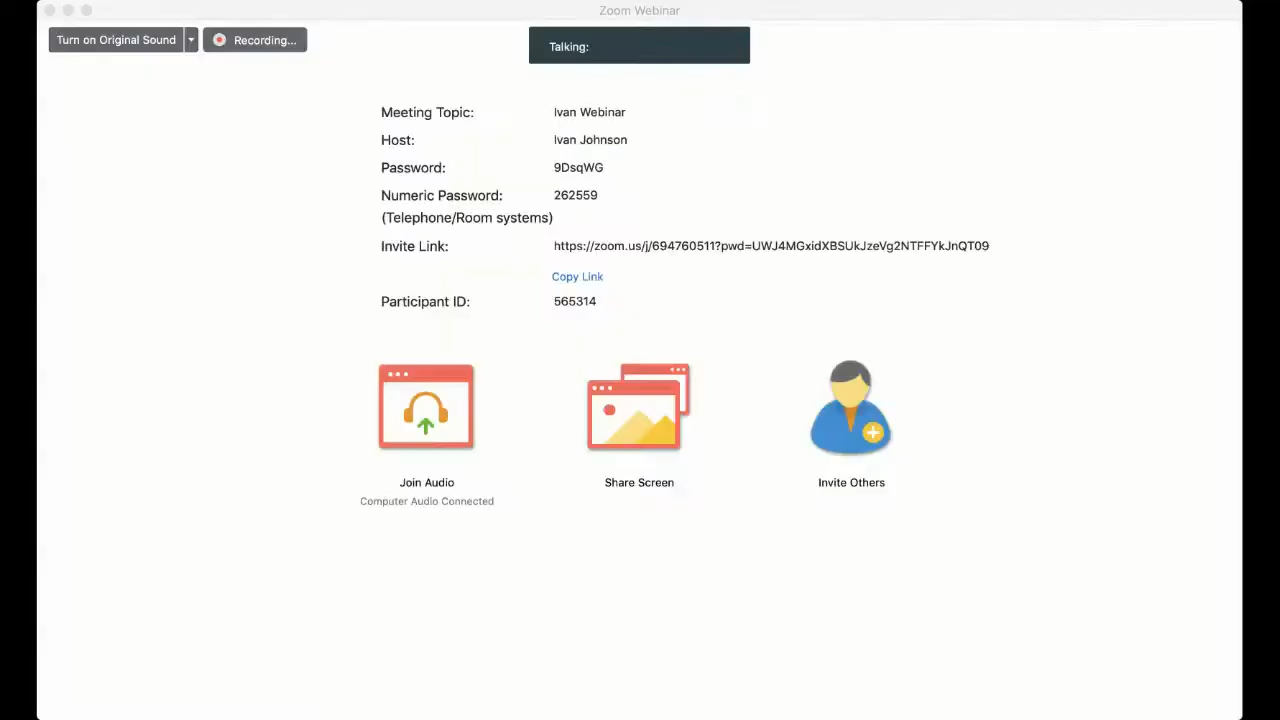 Zoom Webinar
Turn on Original Sound
Recording...
Talking:
Meeting Topic: Ivan Webinar
Host: Ivan Johnson
Password: 9DsqWG
Numeric Password: 262559
(Telephone/Room systems)
Invite Link: https://zoom.us/j/694760511?pwd=UWJ4MGxidXBSUkJzeVg2NTFFYkJnQT09
Copy Link
Participant ID: 565314
Join Audio
Computer Audio Connected
Share Screen
Invite Others